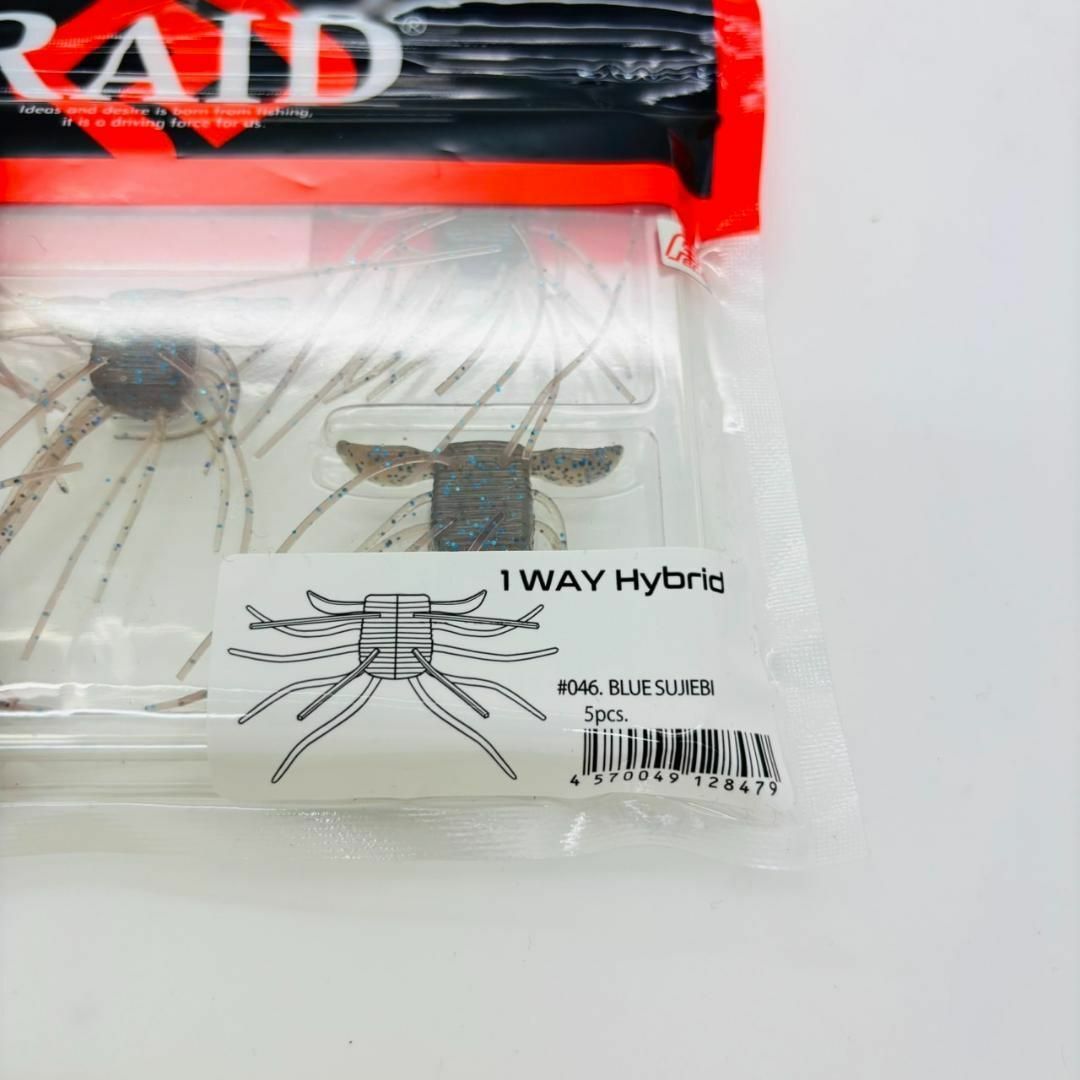 RAID®
Ideas and desire is born from fishing,
it is a driving force for us.
1 WAY Hybrid
#046. BLUE SUJIEBI
5pcs.
4 570049 128479